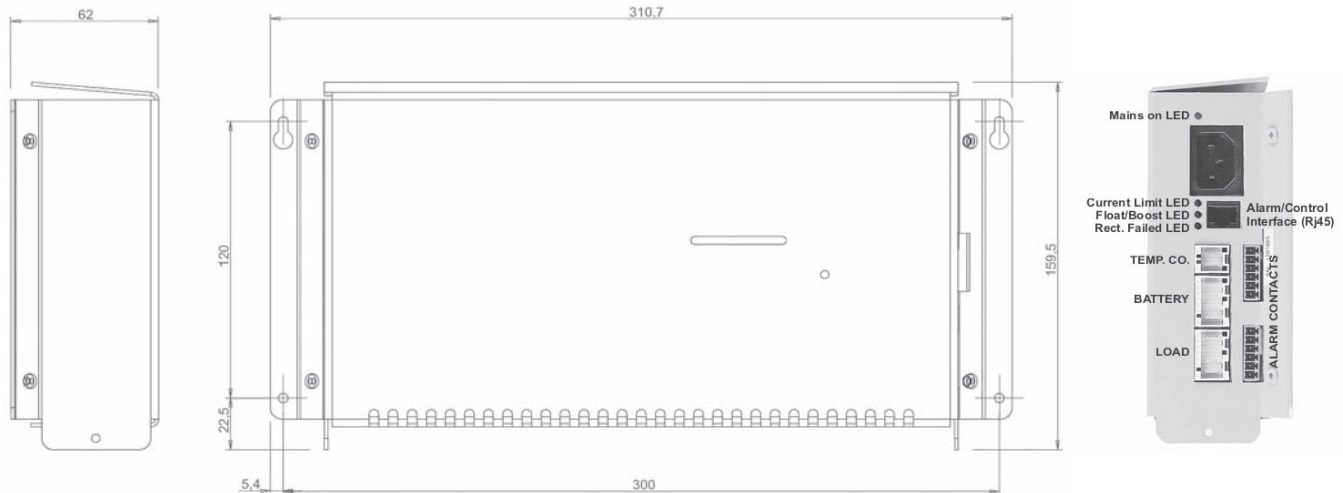 62
310,7
120
22,5
159,5
5,4
300
Mains on LED
Current Limit LED
Float/Boost LED
Rect. Failed LED
Alarm/Control
Interface (Rj45)
TEMP. CO.
BATTERY
LOAD
ALARM CONTACTS